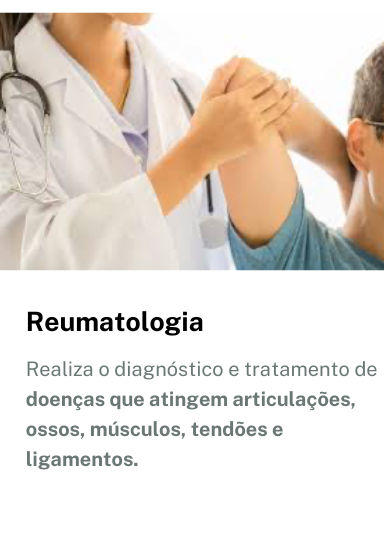 Reumatologia
Realiza o diagnóstico e tratamento de
doenças que atingem articulações,
ossos, músculos, tendões e
ligamentos.